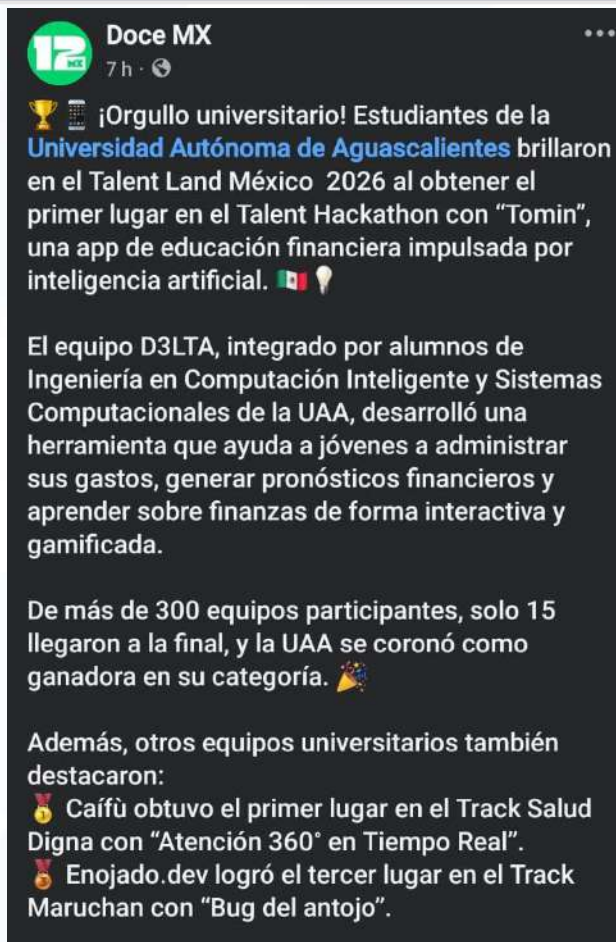 12
MX
Doce MX
7 h ·
🏆📱 ¡Orgullo universitario! Estudiantes de la
Universidad Autónoma de Aguascalientes brillaron
en el Talent Land México 2026 al obtener el
primer lugar en el Talent Hackathon con “Tomin”,
una app de educación financiera impulsada por
inteligencia artificial. 🇲🇽💡
El equipo D3LTA, integrado por alumnos de
Ingeniería en Computación Inteligente y Sistemas
Computacionales de la UAA, desarrolló una
herramienta que ayuda a jóvenes a administrar
sus gastos, generar pronósticos financieros y
aprender sobre finanzas de forma interactiva y
gamificada.
De más de 300 equipos participantes, solo 15
llegaron a la final, y la UAA se coronó como
ganadora en su categoría. 🎉
Además, otros equipos universitarios también
destacaron:
🥇 Caífù obtuvo el primer lugar en el Track Salud
Digna con “Atención 360° en Tiempo Real”.
🥉 Enojado.dev logró el tercer lugar en el Track
Maruchan con “Bug del antojo”.